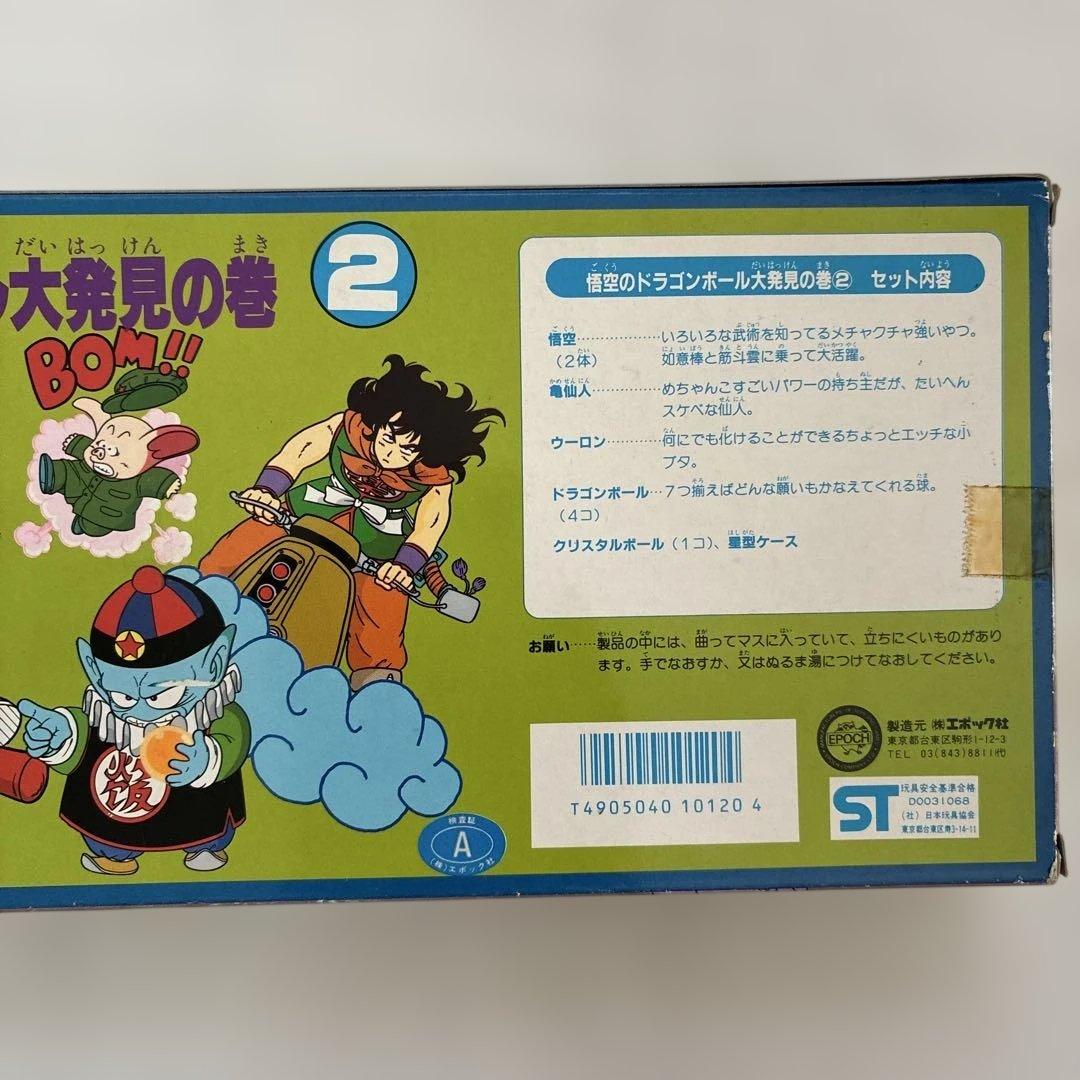 だいはっけん まき
大発見の巻
2
BOM!!
悟空のドラゴンボール大発見の巻② セット内容
悟空…………………いろいろな武術を知ってるメチャクチャ強いやつ。
(2体) 如意棒と筋斗雲に乗って大活躍。
亀仙人………………めちゃんこすごいパワーの持ち主だが、たいへん
スケベな仙人。
ウーロン……………何にでも化けることができるちょっとエッチな小
ブタ。
ドラゴンボール…7つ揃えばどんな願いもかなえてくれる球。
(4コ)
クリスタルボール(1コ)、星型ケース
お願い……製品の中には、曲ってマスに入っていて、立ちにくいものがあり
ます。手でなおすか、又はぬるま湯につけてなおしてください。
炊飯
検査証
A
(株)エポック社
T4905040 10120 4
EPOCH
製造元 (株)エポック社
東京都台東区駒形1-12-3
TEL 03(843)8811代
ST
玩具安全基準合格
D0031068
(社)日本玩具協会
東京都台東区寿3-14-11